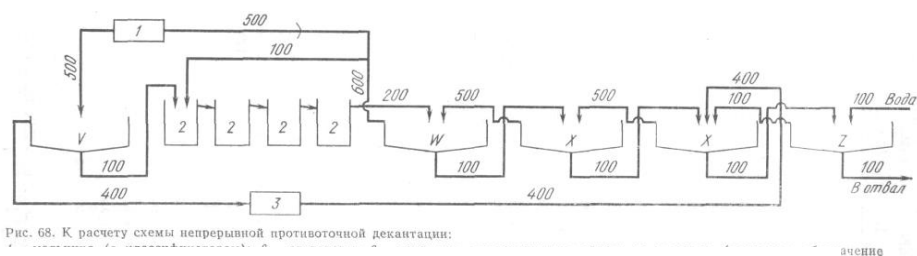 500
1
100
500
600
200
500
500
400
100
100 Вода
2
2
2
2
V
W
X
X
Z
100
100
100
100
100
В отвал
400
3
400
Рис. 68. К расчету схемы непрерывной противоточной декантации:
ачение